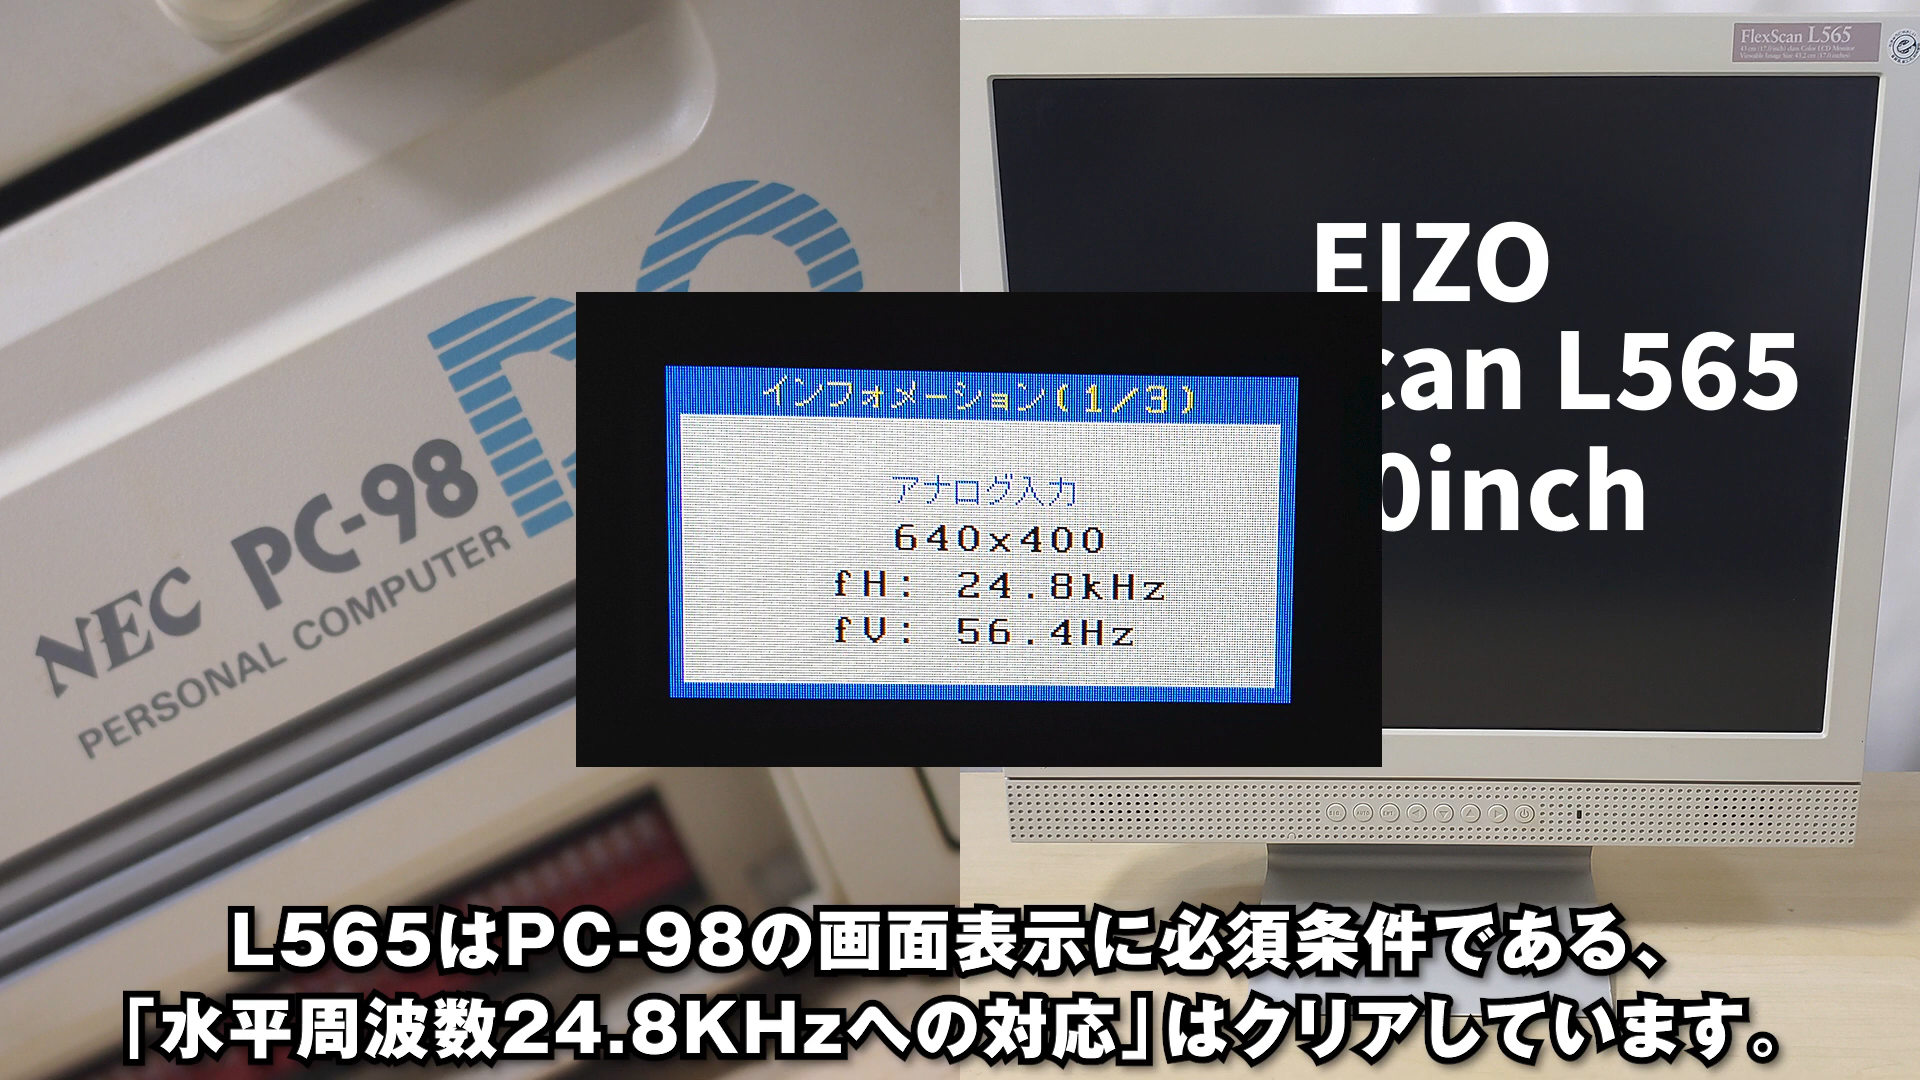 NEC PC-98
PERSONAL COMPUTER
FlexScan L565
EIZO
can L565
0inch
インフォメーション(1/3)
アナログ入力
640x400
fH: 24.8kHz
fV: 56.4Hz
L565はPC-98の画面表示に必須条件である、
「水平周波数24.8KHzへの対応」はクリアしています。